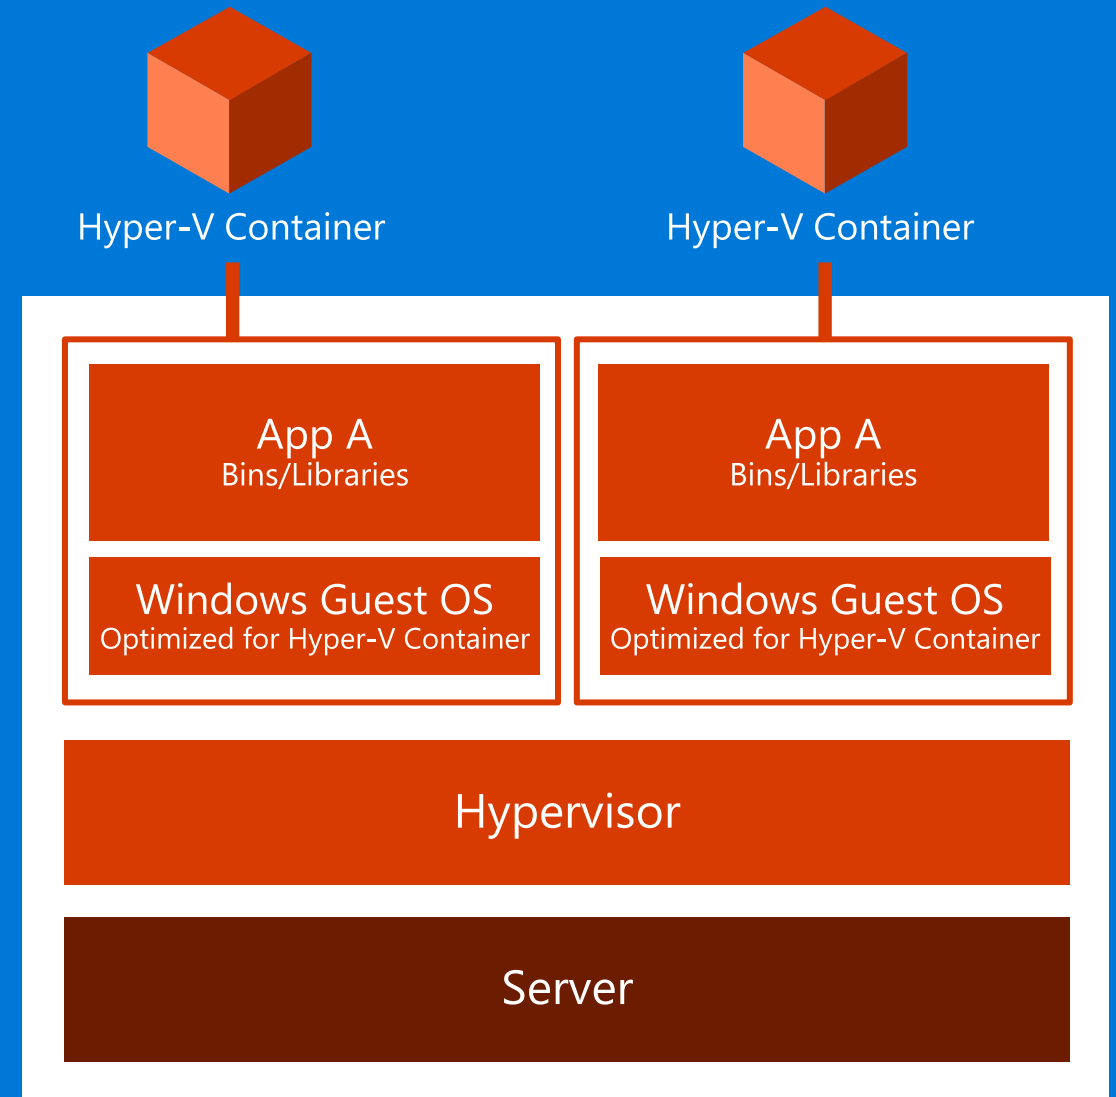 Hyper-V Container
Hyper-V Container
App A
Bins/Libraries
Windows Guest OS
Optimized for Hyper-V Container
App A
Bins/Libraries
Windows Guest OS
Optimized for Hyper-V Container
Hypervisor
Server